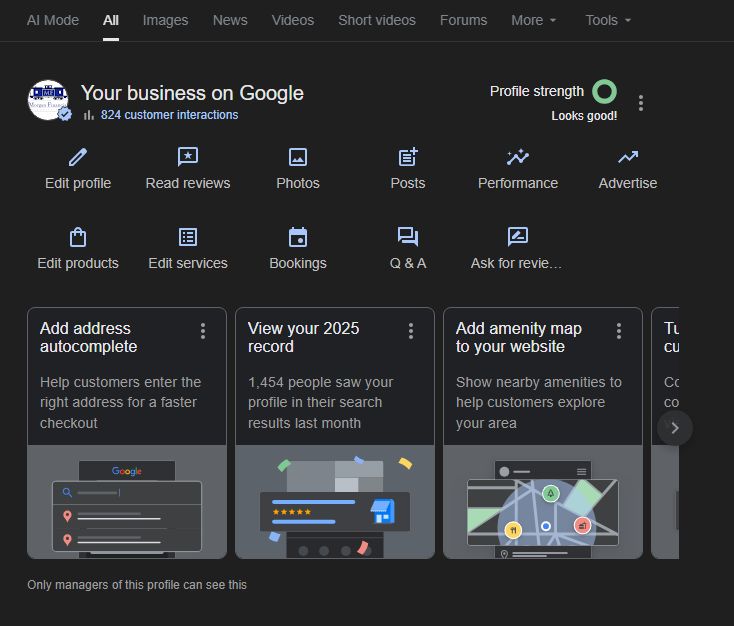 AI Mode All Images News Videos Short videos Forums More Tools
Your business on Google
824 customer interactions
Profile strength
Looks good!
Edit profile Read reviews Photos Posts Performance Advertise
Edit products Edit services Bookings Q & A Ask for revie…
Add address
autocomplete
Help customers enter the
right address for a faster
checkout
Google
View your 2025
record
1,454 people saw your
profile in their search
results last month
Add amenity map
to your website
Show nearby amenities to
help customers explore
your area
Tu
cu
Co
co
Only managers of this profile can see this